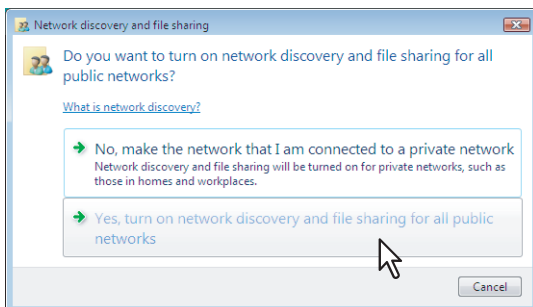 Network discovery and file sharing
Do you want to turn on network discovery and file sharing for all
public networks?
What is network discovery?
No, make the network that I am connected to a private network
Network discovery and file sharing will be turned on for private networks, such as
those in homes and workplaces.
Yes, turn on network discovery and file sharing for all public
networks
Cancel